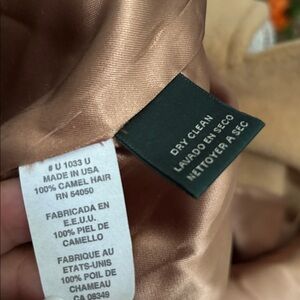 # U 1033 U
MADE IN USA
100% CAMEL HAIR
RN 54050
FABRICADA EN
E.E.U.U.
100% PIEL DE
CAMELLO
FABRIQUE AU
ETATS-UNIS
100% POIL DE
CHAMEAU
CA 08349
DRY CLEAN
LAVADO EN SECO
NETTOYER A SEC